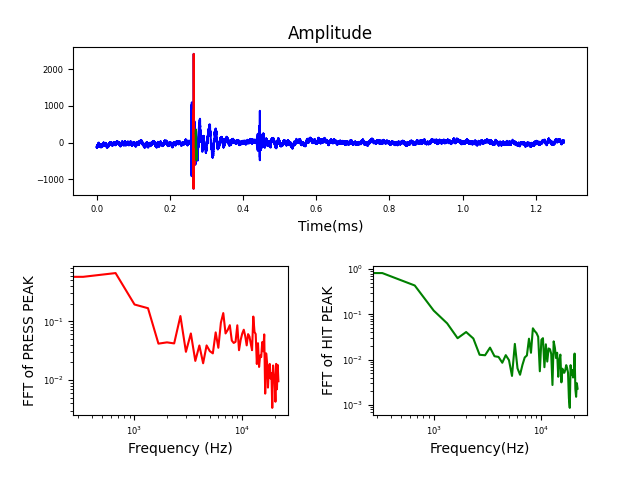 Amplitude
2000
1000
0
−1000
0.0 0.2 0.4 0.6 0.8 1.0 1.2
Time(ms)
FFT of PRESS PEAK
10⁻¹
10⁻²
10³ 10⁴
Frequency (Hz)
FFT of HIT PEAK
10⁰
10⁻¹
10⁻²
10⁻³
10³ 10⁴
Frequency(Hz)